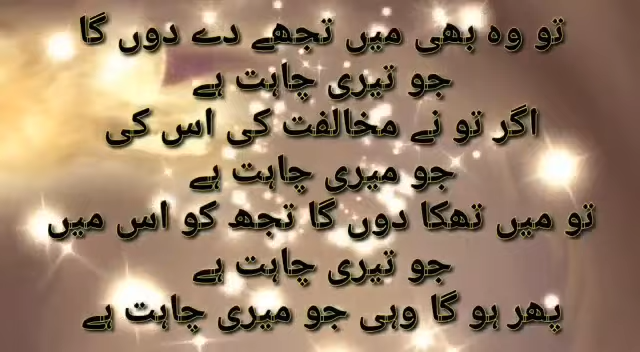 تو وہ بھی میں تجھے دے دوں گا
جو تیری چاہت ہے
اگر تو نے مخالفت کی اس کی
جو میری چاہت ہے
تو میں تھکا دوں گا تجھ کو اس میں
جو تیری چاہت ہے
پھر ہو گا وہی جو میری چاہت ہے